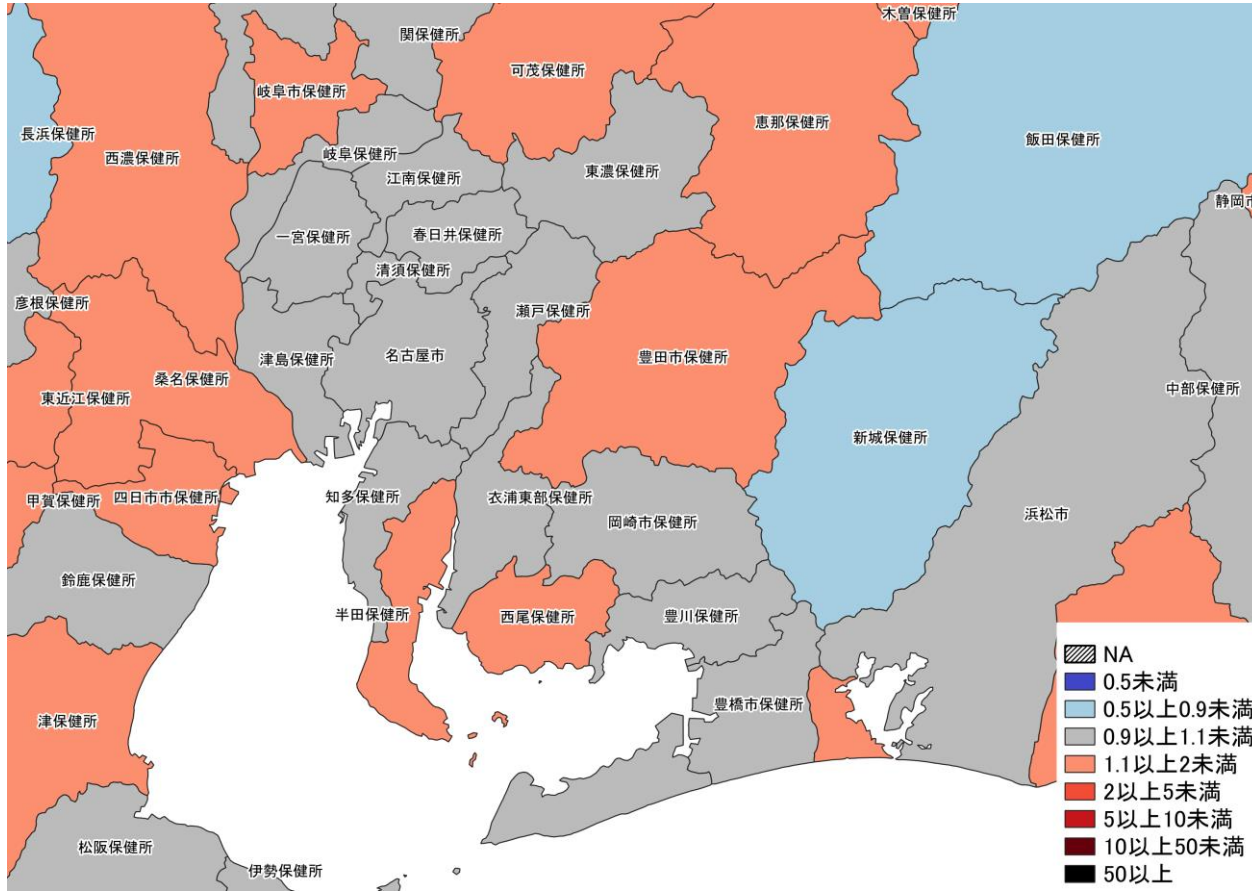 木曽保健所
関保健所
可茂保健所
岐阜市保健所
恵那保健所
長浜保健所
西濃保健所
岐阜保健所
飯田保健所
江南保健所
東濃保健所
静岡市
一宮保健所
春日井保健所
清須保健所
彦根保健所
瀬戸保健所
津島保健所
名古屋市
豊田市保健所
桑名保健所
中部保健所
東近江保健所
新城保健所
甲賀保健所
四日市市保健所
知多保健所
衣浦東部保健所
岡崎市保健所
浜松市
鈴鹿保健所
半田保健所
西尾保健所
豊川保健所
津保健所
豊橋市保健所
松阪保健所
伊勢保健所
NA
0.5未満
0.5以上0.9未満
0.9以上1.1未満
1.1以上2未満
2以上5未満
5以上10未満
10以上50未満
50以上